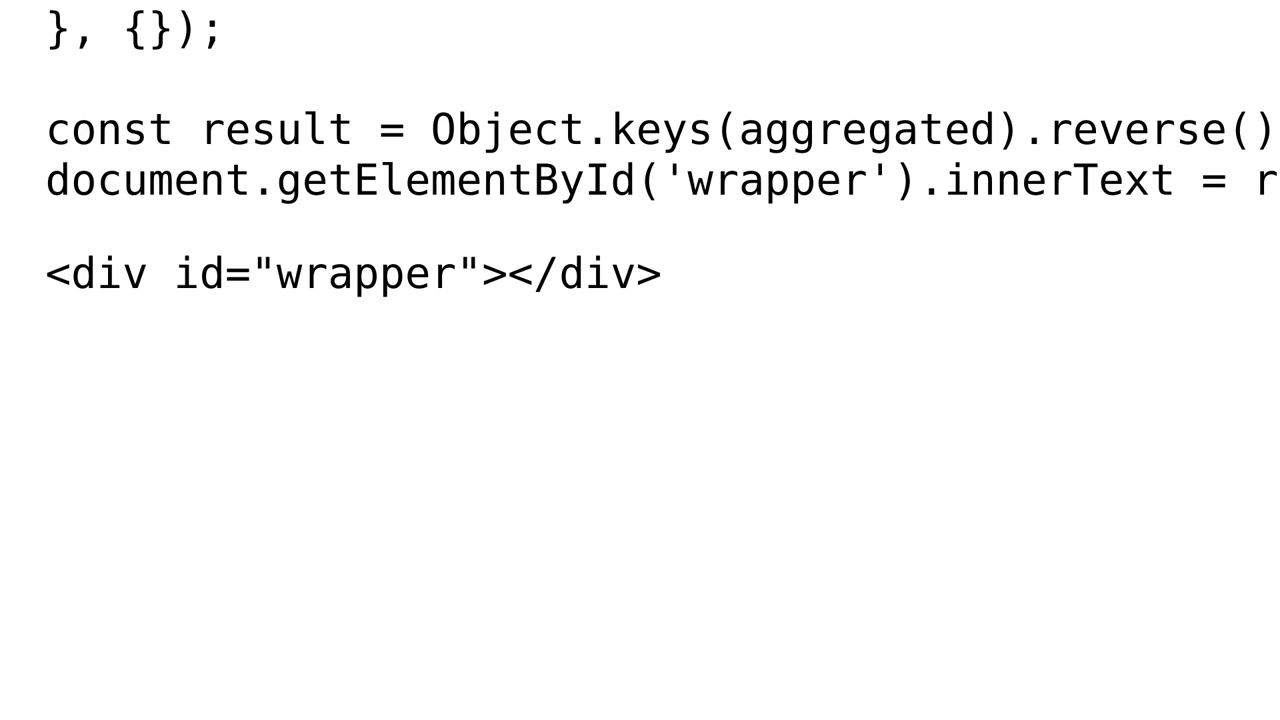 }, {});
const result = Object.keys(aggregated).reverse()
document.getElementById('wrapper').innerText = r
<div id="wrapper"></div>